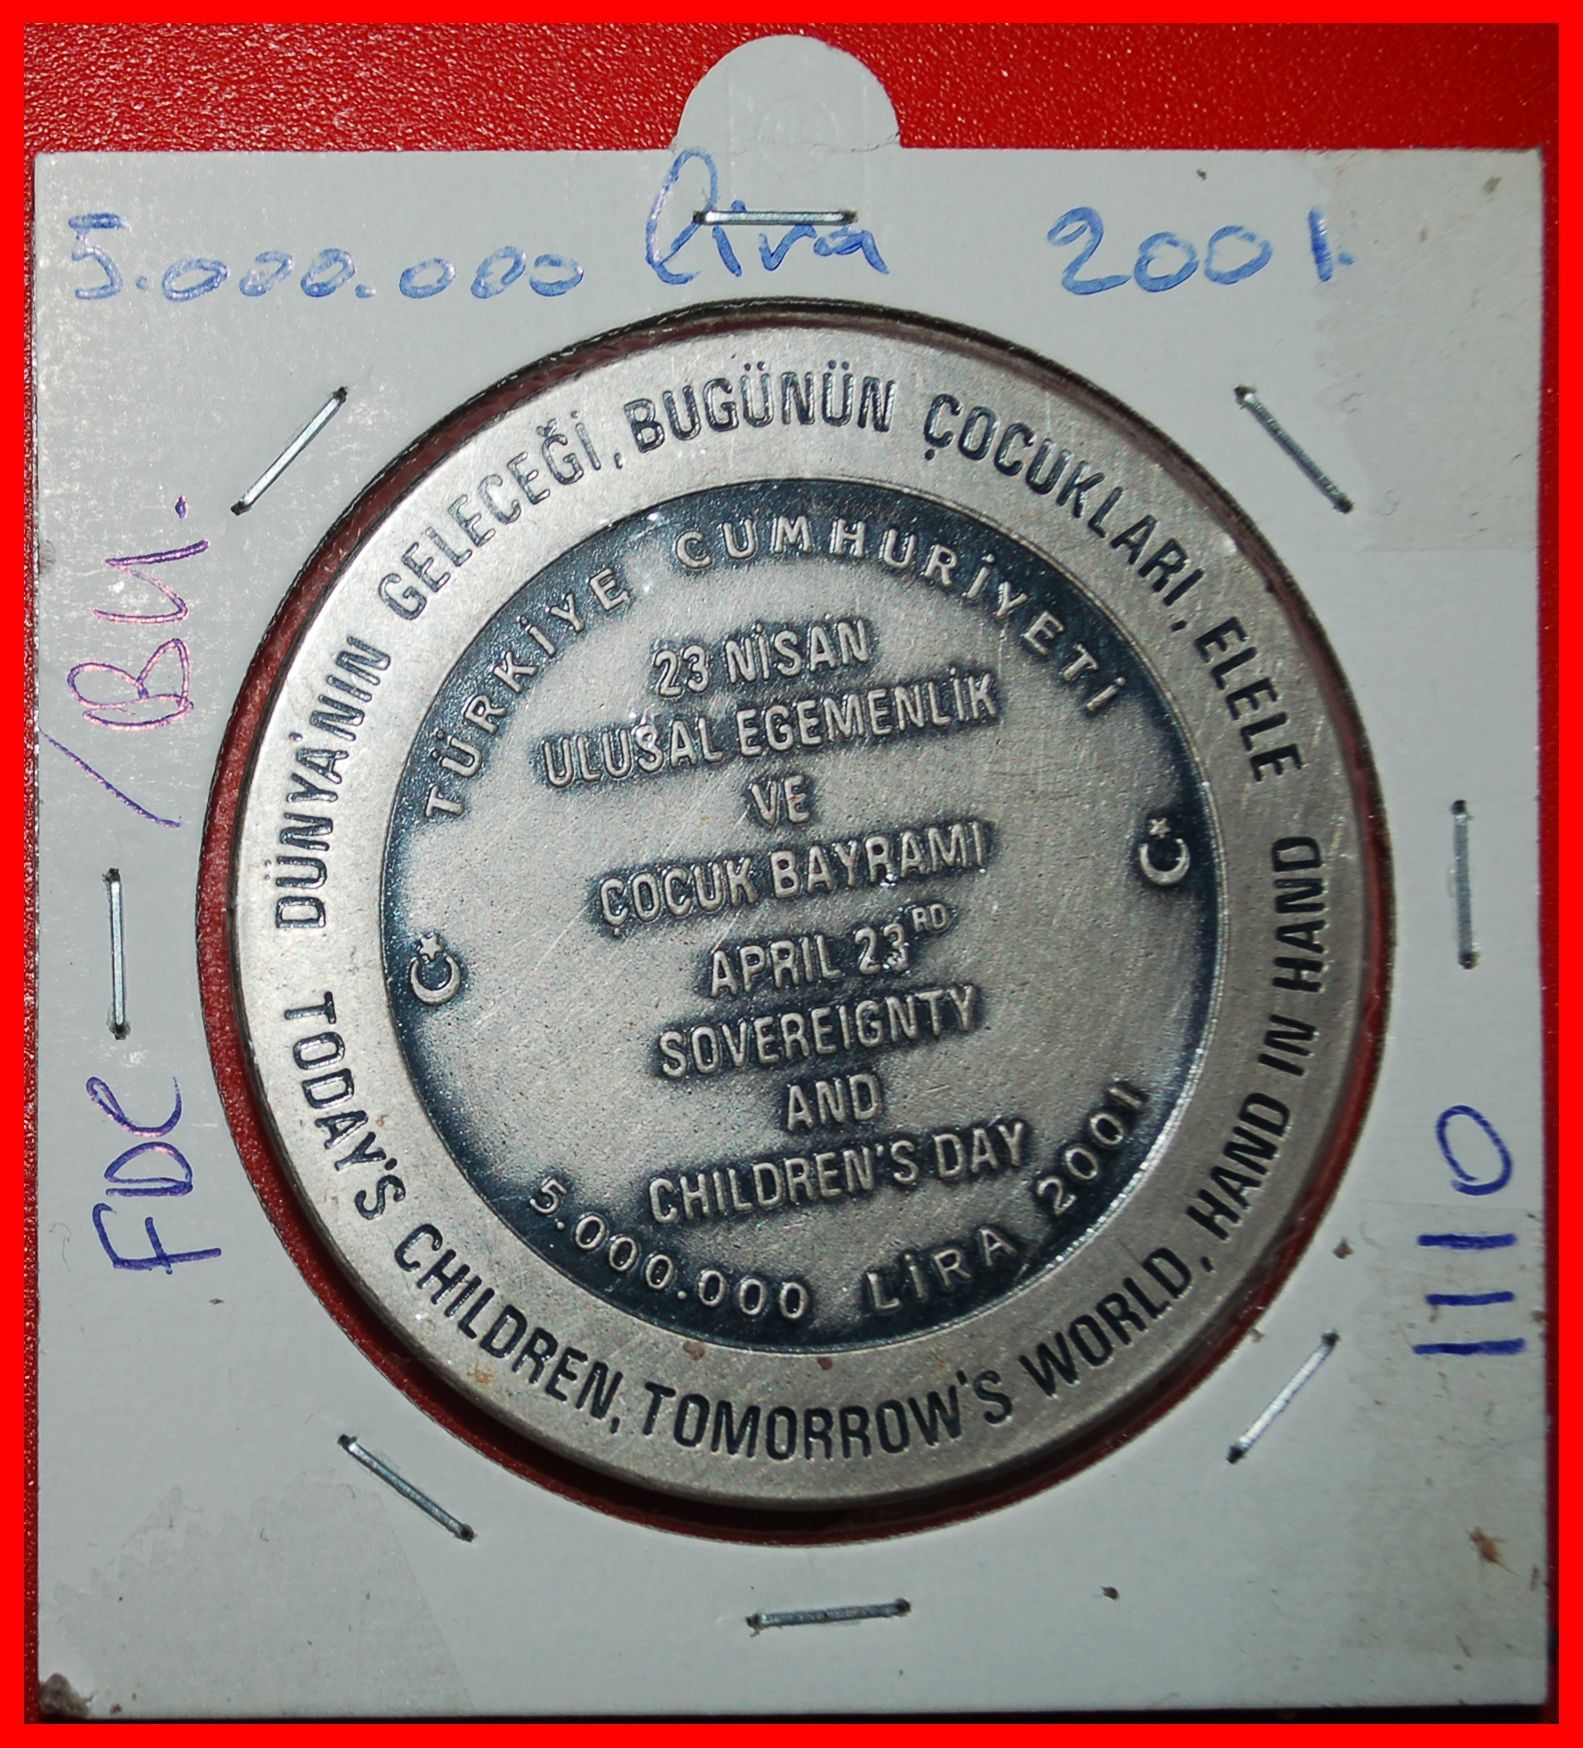 5.000.000 lira 2001.
FDC /BU.
1110
DÜNYA'NIN GELECEĞİ, BUGÜNÜN ÇOCUKLARI, ELELE
TODAY'S CHILDREN, TOMORROW'S WORLD, HAND IN HAND
TÜRKİYE CUMHURİYETİ
23 NİSAN
ULUSAL EGEMENLİK
VE
ÇOCUK BAYRAMI
APRIL 23RD
SOVEREIGNTY
AND
CHILDREN'S DAY
5.000.000 LİRA 2001